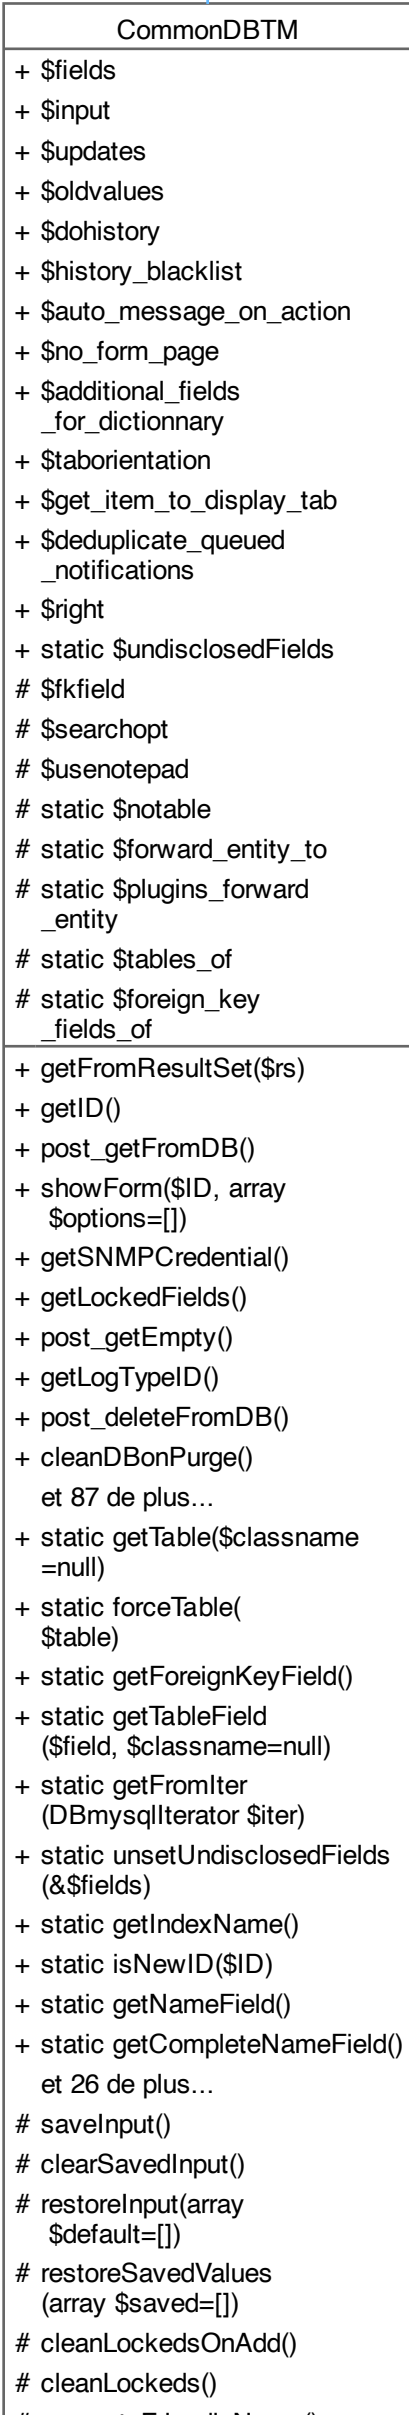 CommonDBTM
+ $fields
+ $input
+ $updates
+ $oldvalues
+ $dohistory
+ $history_blacklist
+ $auto_message_on_action
+ $no_form_page
+ $additional_fields
_for_dictionnary
+ $taborientation
+ $get_item_to_display_tab
+ $deduplicate_queued
_notifications
+ $right
+ static $undisclosedFields
# $fkfield
# $searchopt
# $usenotepad
# static $notable
# static $forward_entity_to
# static $plugins_forward
_entity
# static $tables_of
# static $foreign_key
_fields_of
+ getFromResultSet($rs)
+ getID()
+ post_getFromDB()
+ showForm($ID, array
$options=[])
+ getSNMPCredential()
+ getLockedFields()
+ post_getEmpty()
+ getLogTypeID()
+ post_deleteFromDB()
+ cleanDBonPurge()
et 87 de plus...
+ static getTable($classname
=null)
+ static forceTable(
$table)
+ static getForeignKeyField()
+ static getTableField
($field, $classname=null)
+ static getFromIter
(DBmysqlIterator $iter)
+ static unsetUndisclosedFields
(&$fields)
+ static getIndexName()
+ static isNewID($ID)
+ static getNameField()
+ static getCompleteNameField()
et 26 de plus...
# saveInput()
# clearSavedInput()
# restoreInput(array
$default=[])
# restoreSavedValues
(array $saved=[])
# cleanLockedsOnAdd()
# cleanLockeds()